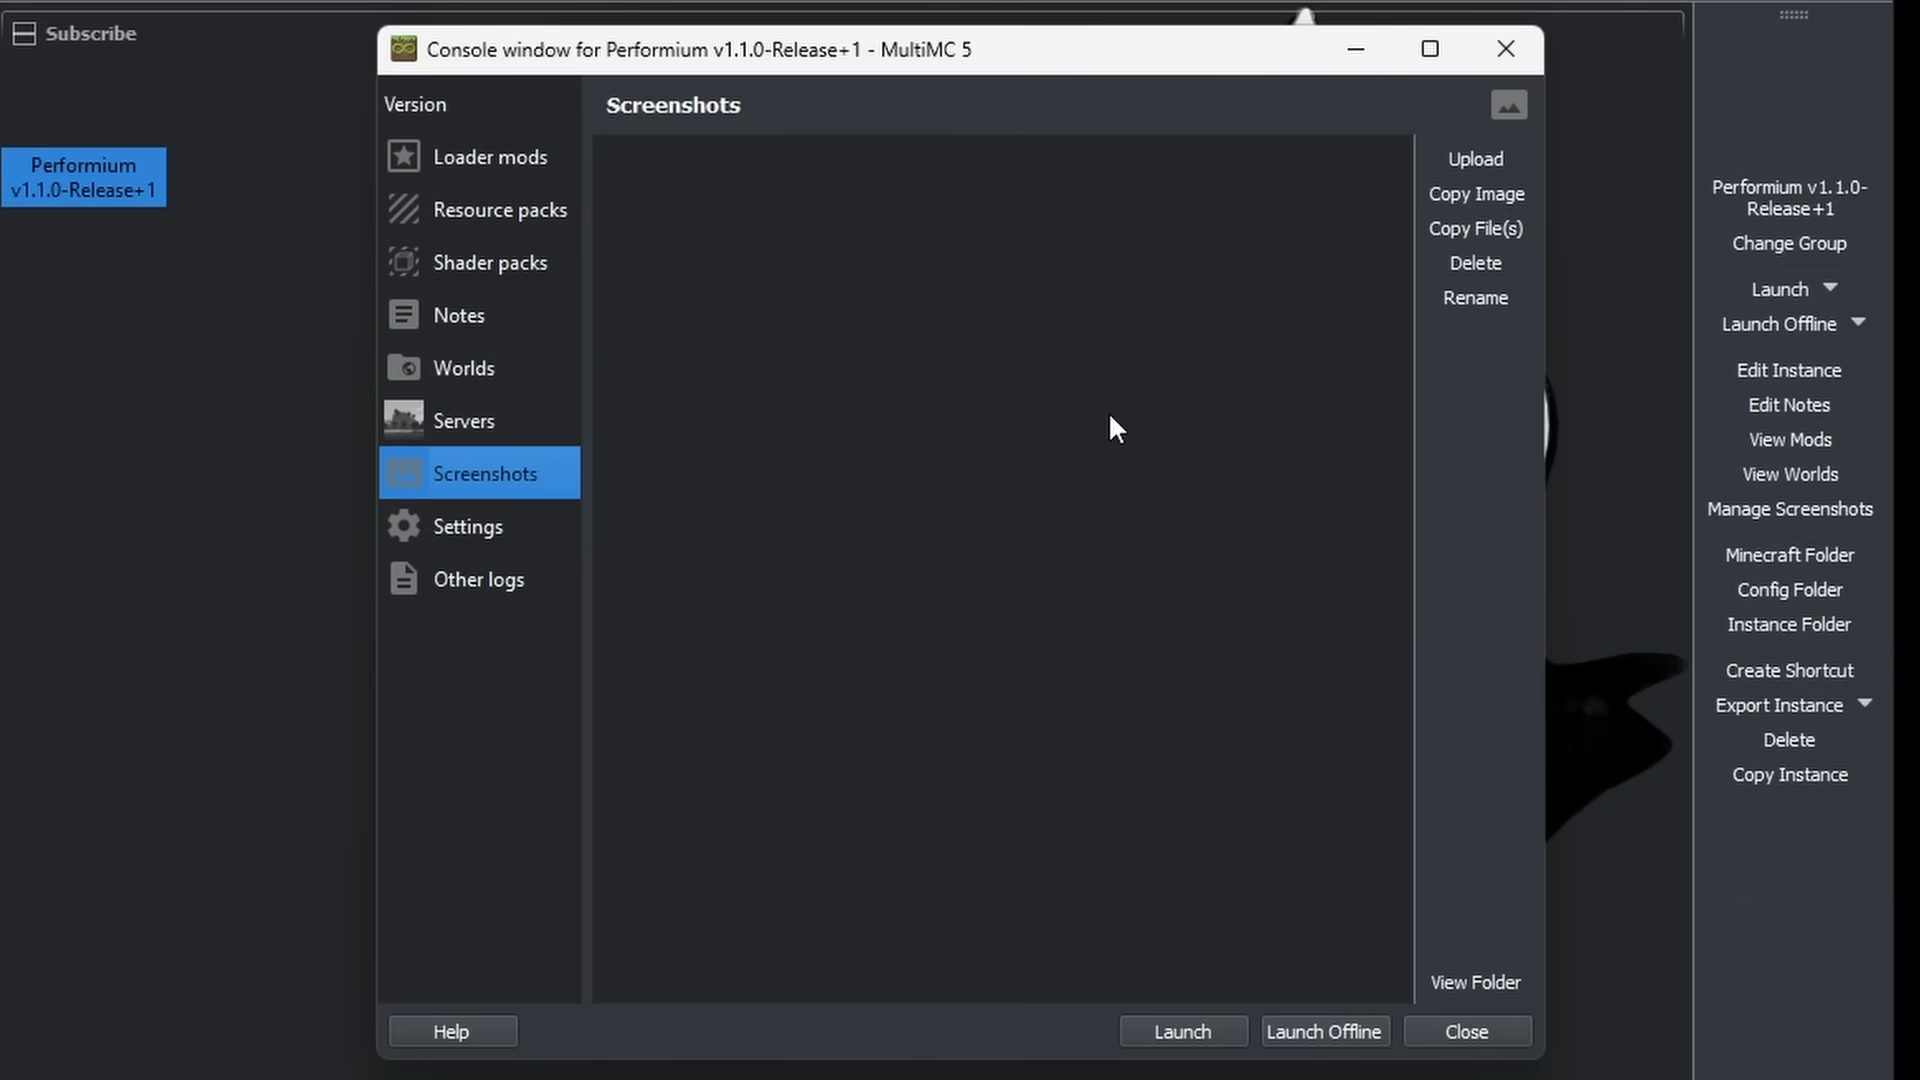 Subscribe
Performium
v1.1.0-Release+1
Console window for Performium v1.1.0-Release+1 - MultiMC 5
Version
Loader mods
Resource packs
Shader packs
Notes
Worlds
Servers
Screenshots
Settings
Other logs
Screenshots
Upload
Copy Image
Copy File(s)
Delete
Rename
View Folder
Help
Launch
Launch Offline
Close
Performium v1.1.0-
Release+1
Change Group
Launch
Launch Offline
Edit Instance
Edit Notes
View Mods
View Worlds
Manage Screenshots
Minecraft Folder
Config Folder
Instance Folder
Create Shortcut
Export Instance
Delete
Copy Instance